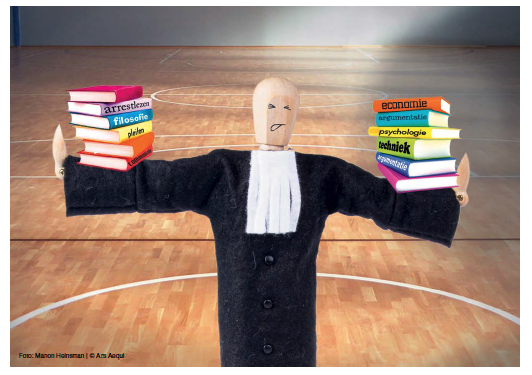 arrestlezen
filosofie
pleiten
economie
argumentatie
psychologie
techniek
argumentatie
Foto: Manon Heinsman | © Ars Aequi